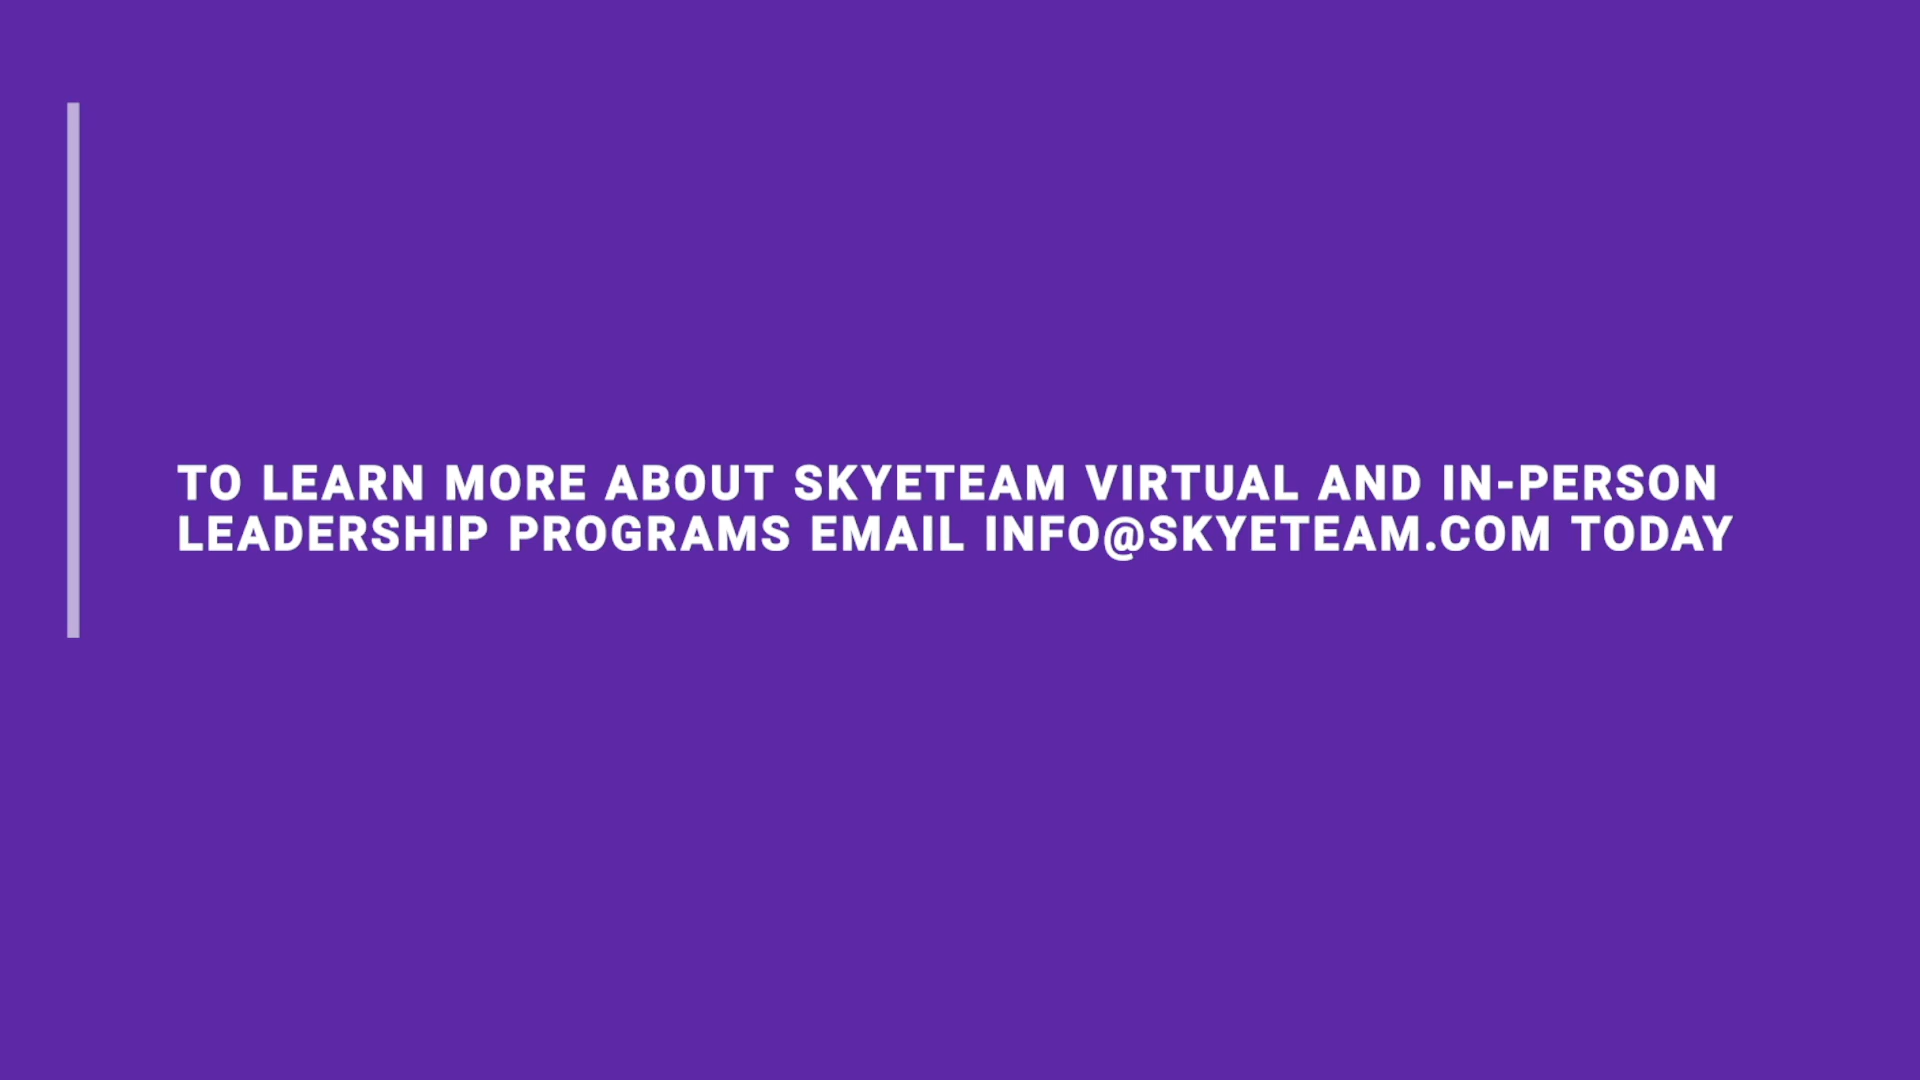 TO LEARN MORE ABOUT SKYETEAM VIRTUAL AND IN-PERSON
LEADERSHIP PROGRAMS EMAIL INFO@SKYETEAM.COM TODAY